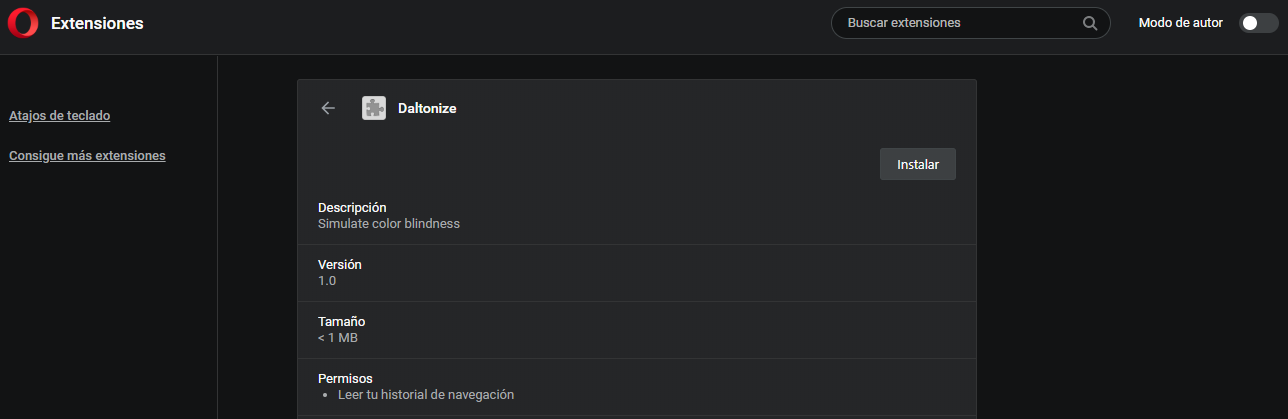 Extensiones
Buscar extensiones
Modo de autor
Atajos de teclado
Consigue más extensiones
Daltonize
Instalar
Descripción
Simulate color blindness
Versión
1.0
Tamaño
< 1 MB
Permisos
• Leer tu historial de navegación